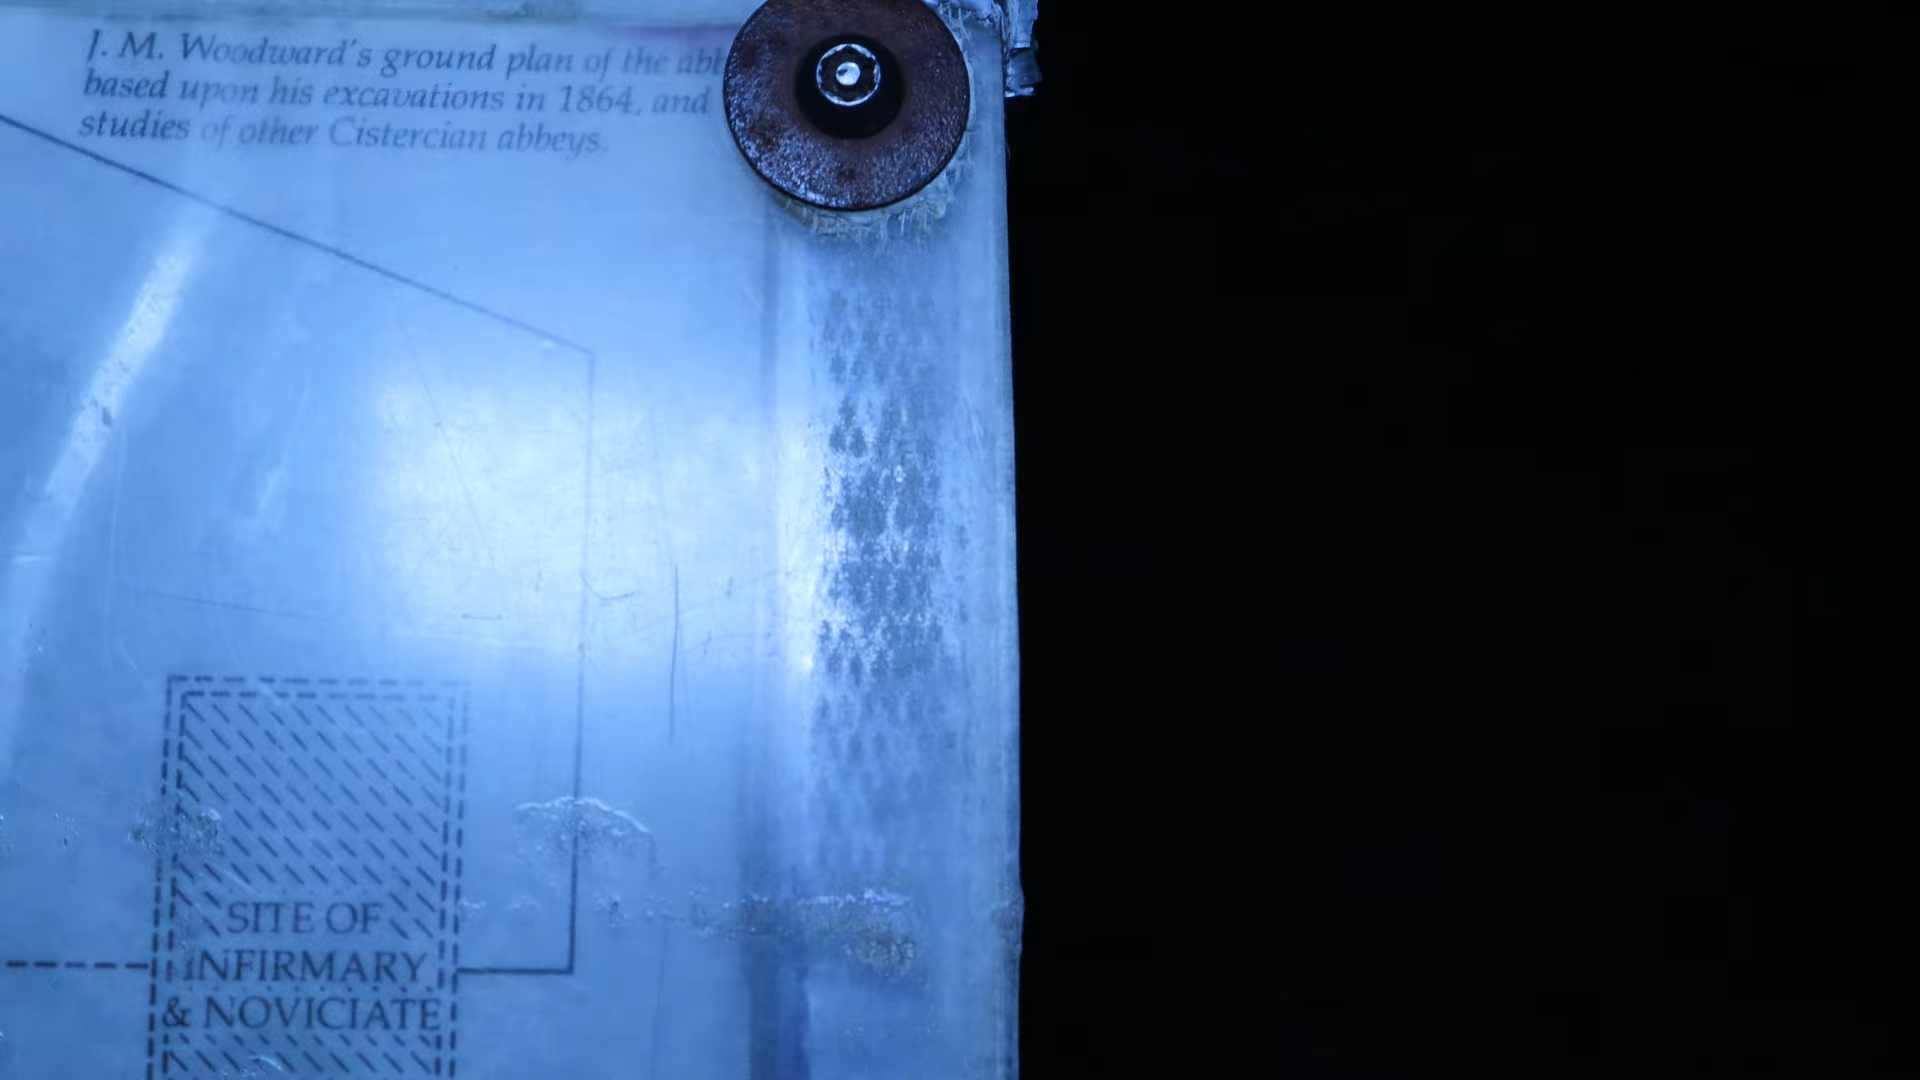 J. M. Woodward's ground plan of the abb
based upon his excavations in 1864, and
studies of other Cistercian abbeys.
SITE OF
INFIRMARY
& NOVICIATE